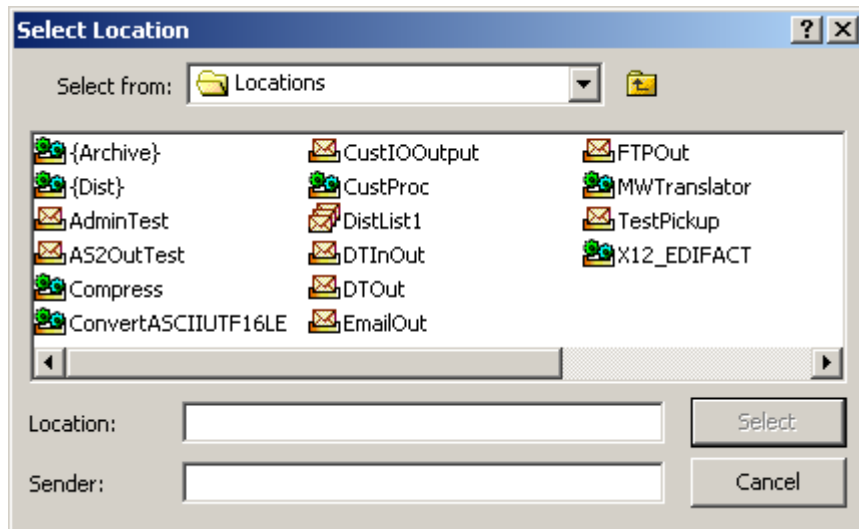 Select Location
Select from: Locations
{Archive}
{Dist}
AdminTest
AS2OutTest
Compress
ConvertASCIIUTF16LE
CustIOOutput
CustProc
DistList1
DTInOut
DTOut
EmailOut
FTPOut
MWTranslator
TestPickup
X12_EDIFACT
Location:
Select
Sender:
Cancel